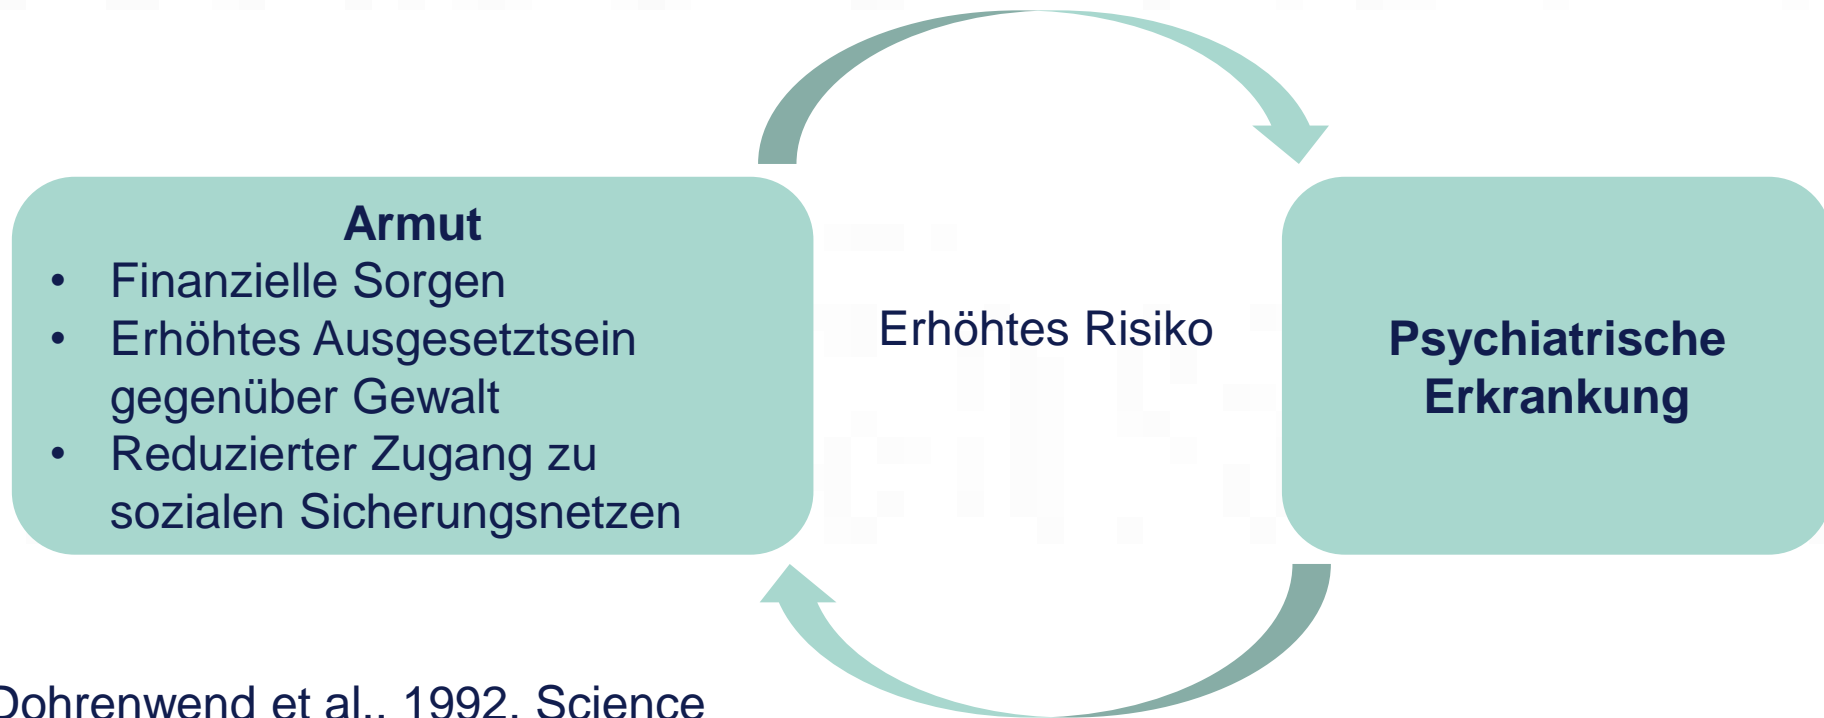 Armut
• Finanzielle Sorgen
• Erhöhtes Ausgesetztsein
gegenüber Gewalt
• Reduzierter Zugang zu
sozialen Sicherungsnetzen
Erhöhtes Risiko
Psychiatrische
Erkrankung
Dohrenwend et al., 1992, Science